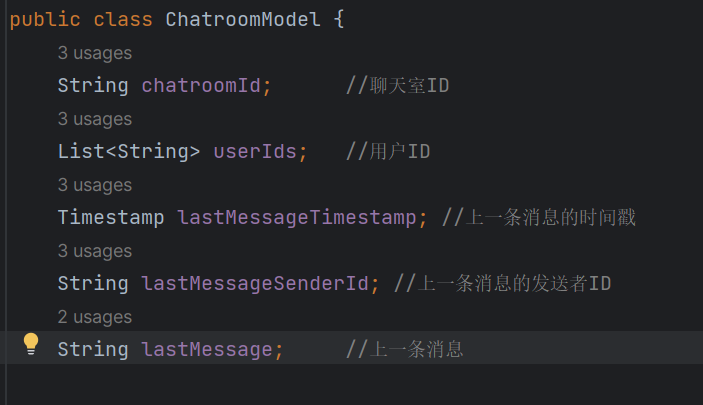 public class ChatroomModel {
3 usages
String chatroomId;      //聊天室ID
3 usages
List<String> userIds;   //用户ID
3 usages
Timestamp lastMessageTimestamp; //上一条消息的时间戳
3 usages
String lastMessageSenderId; //上一条消息的发送者ID
2 usages
String lastMessage;     //上一条消息